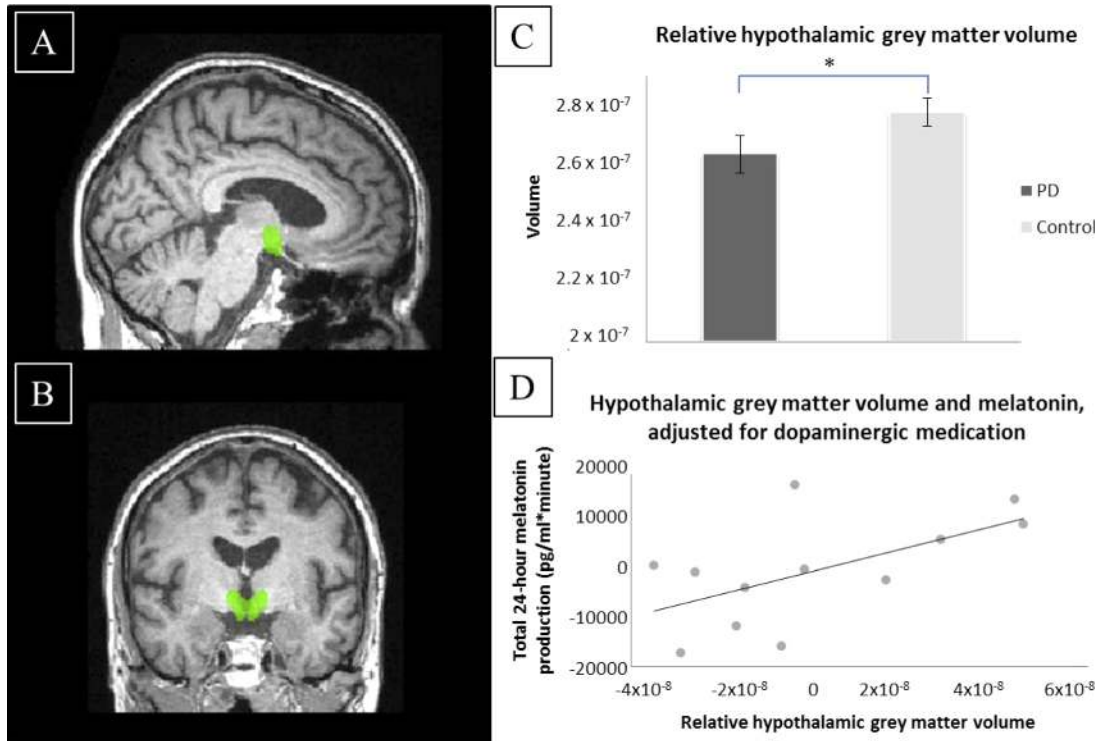 A
B
C
Relative hypothalamic grey matter volume
*
Volume
2.8 x 10⁻⁷
2.6 x 10⁻⁷
2.4 x 10⁻⁷
2.2 x 10⁻⁷
2 x 10⁻⁷
PD
Control
D
Hypothalamic grey matter volume and melatonin,
adjusted for dopaminergic medication
Total 24-hour melatonin
production (pg/ml*minute)
20000
10000
0
-10000
-20000
-4x10⁻⁸ -2x10⁻⁸ 0 2x10⁻⁸ 4x10⁻⁸ 6x10⁻⁸
Relative hypothalamic grey matter volume